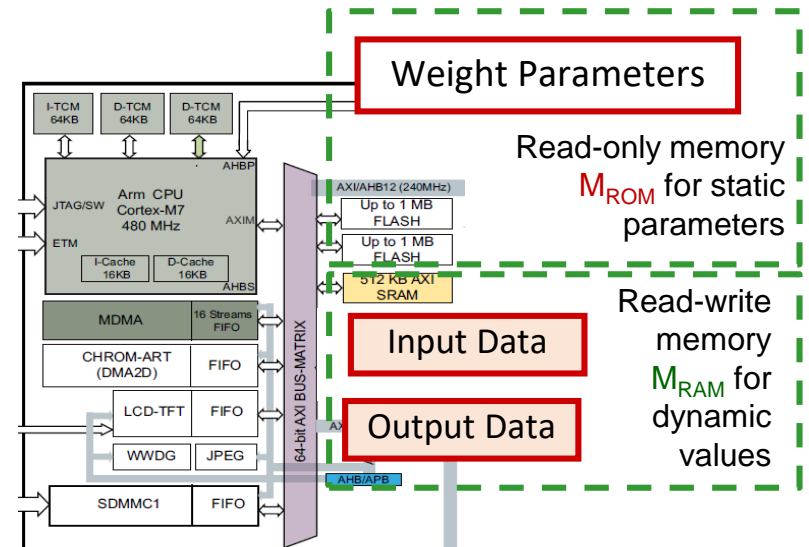 Weight Parameters
Read-only memory
M_ROM for static
parameters
I-TCM
64KB
D-TCM
64KB
D-TCM
64KB
AHBP
Arm CPU
Cortex-M7
480 MHz
JTAG/SW
AXIM
ETM
I-Cache
16KB
D-Cache
16KB
AHBS
AXI/AHB12 (240MHz)
Up to 1 MB
FLASH
Up to 1 MB
FLASH
512 KB AXI
SRAM
64-bit AXI BUS-MATRIX
MDMA
16 Streams
FIFO
CHROM-ART
(DMA2D)
FIFO
LCD-TFT
FIFO
WWDG
JPEG
SDMMC1
FIFO
AHB/APB
Input Data
Output Data
Read-write
memory
M_RAM for
dynamic
values